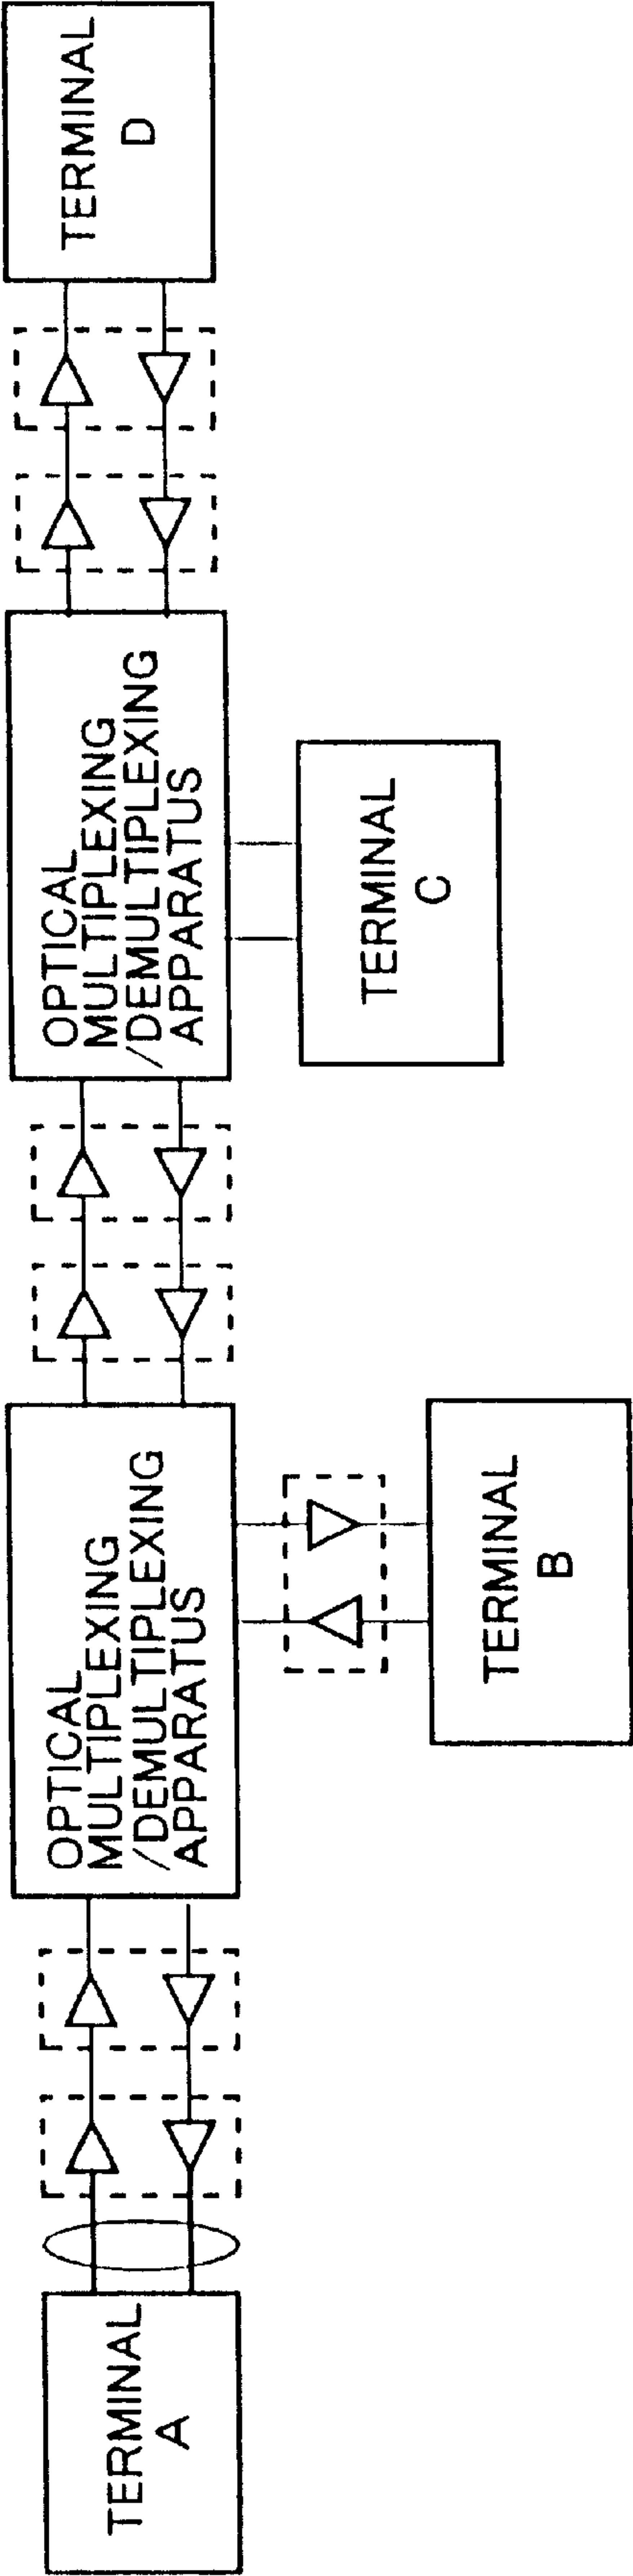 TERMINAL
A
OPTICAL
MULTIPLEXING
/DEMULTIPLEXING
APPARATUS
TERMINAL
B
OPTICAL
MULTIPLEXING
/DEMULTIPLEXING
APPARATUS
TERMINAL
C
TERMINAL
D